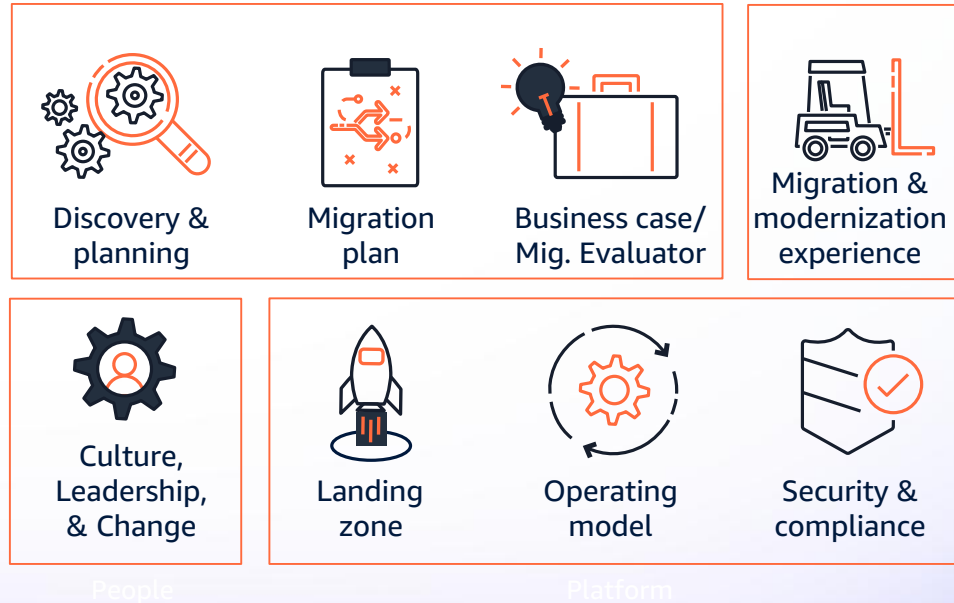 Discovery &
planning
Migration
plan
Business case/
Mig. Evaluator
Migration &
modernization
experience
Culture,
Leadership,
& Change
Landing
zone
Operating
model
Security &
compliance
People
Platform